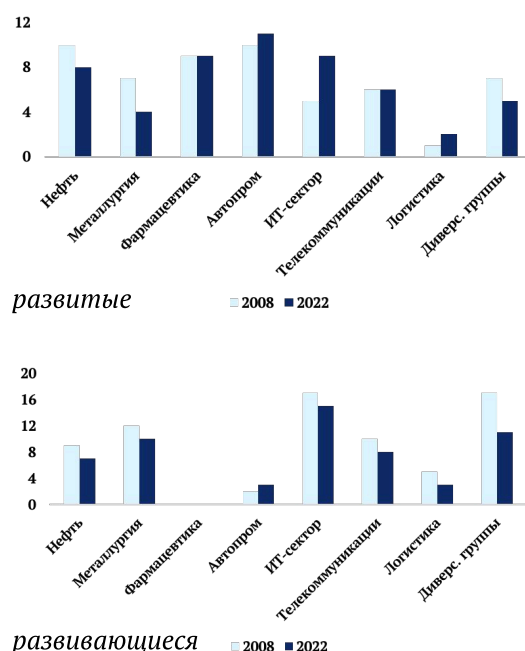 12
8
4
0
Нефть
Металлургия
Фармацевтика
Автопром
ИТ-сектор
Телекоммуникации
Логистика
Диверс. группы
развитые
2008 2022
20
16
12
8
4
0
Нефть
Металлургия
Фармацевтика
Автопром
ИТ-сектор
Телекоммуникации
Логистика
Диверс. группы
развивающиеся
2008 2022